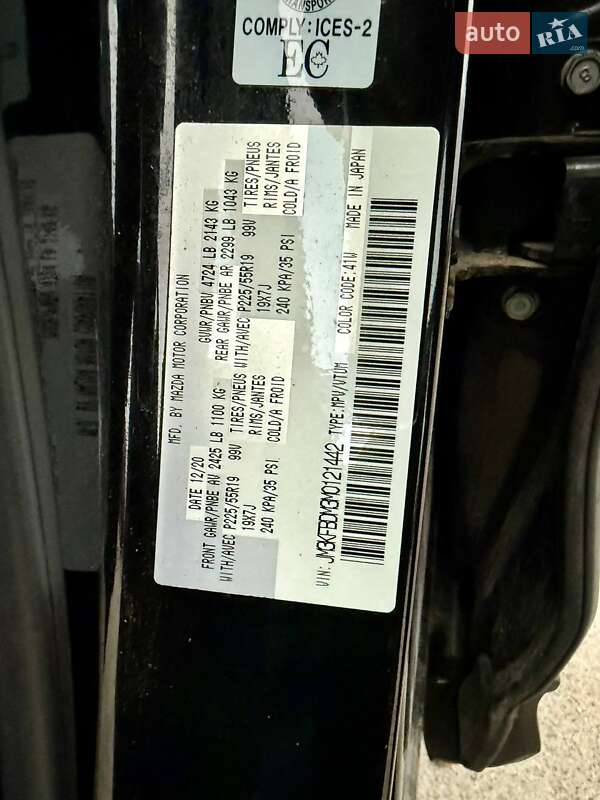 TRANSPORT
COMPLY: ICES-2
EC
auto RIA.com
MFD. BY MAZDA MOTOR CORPORATION
DATE 12/20
GVWR/PNBV 4724 LB 2143 KG
FRONT GAWR/PNBE AV 2425 LB 1100 KG
REAR GAWR/PNBE AR 2299 LB 1043 KG
WITH/AVEC P225/55R19 99V TIRES/PNEUS
WITH/AVEC P225/55R19 99V TIRES/PNEUS
19X7J RIMS/JANTES
19X7J RIMS/JANTES
240 KPA/35 PSI COLD/A FROID
240 KPA/35 PSI COLD/A FROID
VIN: JM3KFBDM3M0121442 TYPE:MPV/VTUM
COLOR CODE:41W MADE IN JAPAN